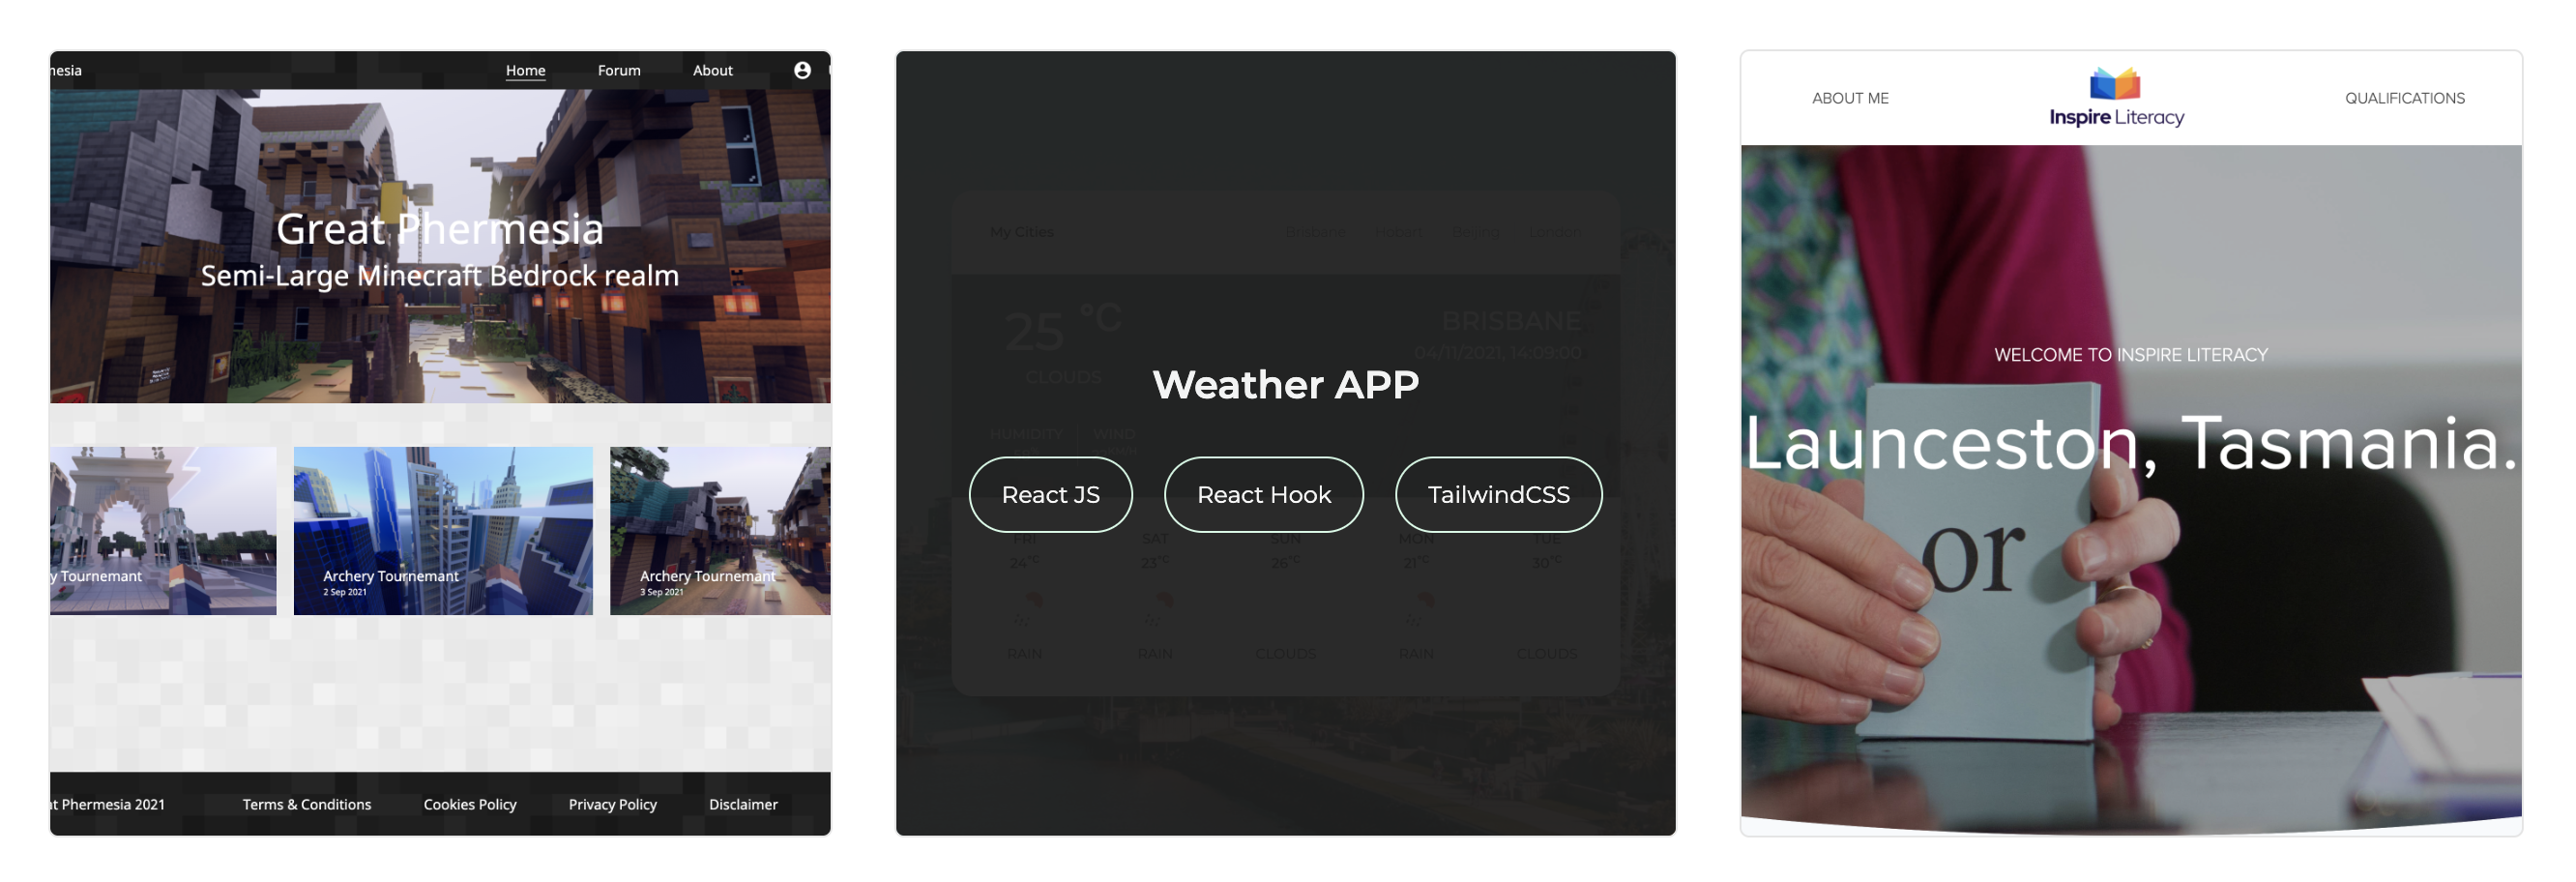 nesia
Home Forum About
Great Phermesia
Semi-Large Minecraft Bedrock realm
y Tournemant
Archery Tournemant
2 Sep 2021
Archery Tournemant
3 Sep 2021
at Phermesia 2021 Terms & Conditions Cookies Policy Privacy Policy Disclaimer
My Cities Brisbane Hobart Beijing London
25 °C
CLOUDS
BRISBANE
04/11/2021, 14:09:00
Weather APP
HUMIDITY WIND
React JS React Hook TailwindCSS
FRI SAT SUN MON TUE
24°C 23°C 26°C 21°C 30°C
RAIN RAIN CLOUDS RAIN CLOUDS
ABOUT ME
Inspire Literacy
QUALIFICATIONS
WELCOME TO INSPIRE LITERACY
Launceston, Tasmania.
or